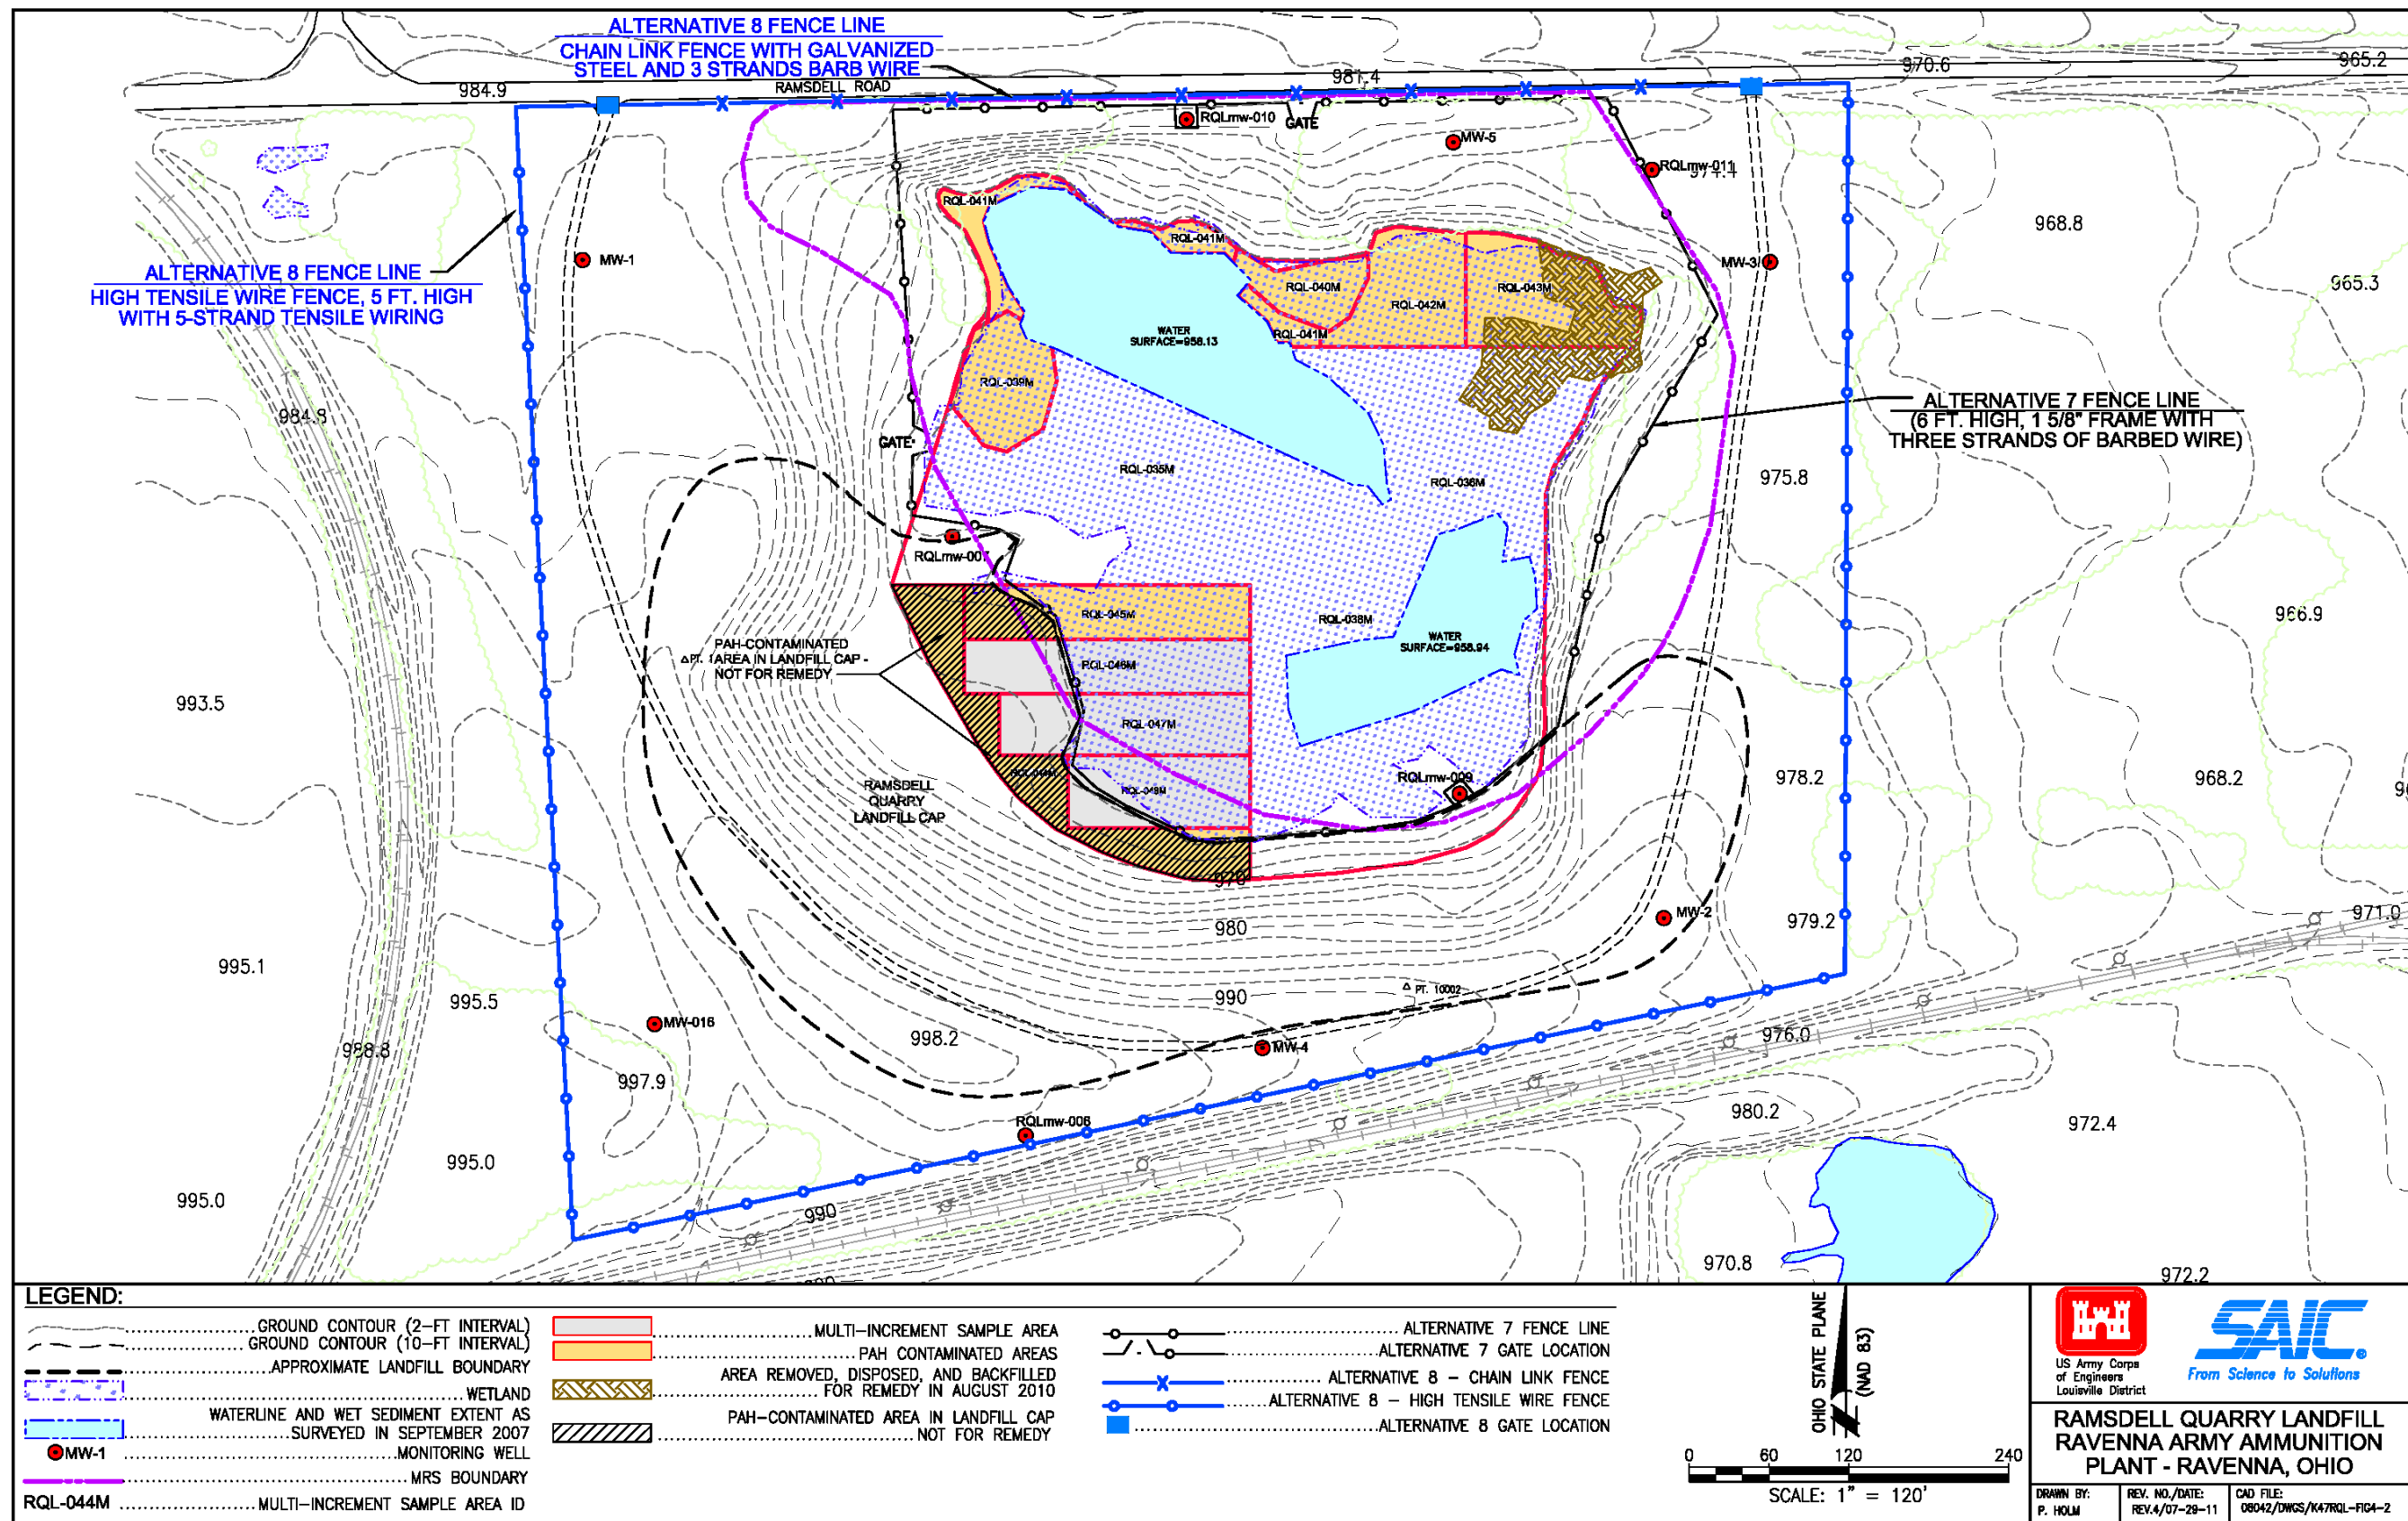 ALTERNATIVE 8 FENCE LINE
CHAIN LINK FENCE WITH GALVANIZED
STEEL AND 3 STRANDS BARB WIRE
RAMSDELL ROAD
984.9
981.4
970.6
965.2
RQLmw-010
GATE
MW-5
RQLmw-011
RQL-041M
RQL-041M
968.8
MW-1
MW-3
ALTERNATIVE 8 FENCE LINE
HIGH TENSILE WIRE FENCE, 5 FT. HIGH
WITH 5-STRAND TENSILE WIRING
965.3
RQL-040M
RQL-042M
RQL-043M
WATER
SURFACE=958.13
RQL-041M
RQL-039M
984.8
GATE
ALTERNATIVE 7 FENCE LINE
(6 FT. HIGH, 1 5/8" FRAME WITH
THREE STRANDS OF BARBED WIRE)
RQL-035M
RQL-036M
975.8
RQLmw-007
RQL-045M
RQL-038M
966.9
PAH-CONTAMINATED
AREA IN LANDFILL CAP -
NOT FOR REMEDY
WATER
SURFACE=958.94
RQL-046M
993.5
RQL-047M
RQL-044M
RQL-048M
RQLmw-009
978.2
968.2
RAMSDELL
QUARRY
LANDFILL CAP
970
MW-2
979.2
971.0
980
995.1
990
PT. 10002
995.5
MW-016
998.2
MW-4
976.0
988.8
997.9
RQLmw-006
980.2
972.4
995.0
995.0
990
970.8
972.2
LEGEND:
GROUND CONTOUR (2-FT INTERVAL)
GROUND CONTOUR (10-FT INTERVAL)
APPROXIMATE LANDFILL BOUNDARY
WETLAND
WATERLINE AND WET SEDIMENT EXTENT AS
SURVEYED IN SEPTEMBER 2007
MW-1 MONITORING WELL
MRS BOUNDARY
RQL-044M MULTI-INCREMENT SAMPLE AREA ID
MULTI-INCREMENT SAMPLE AREA
PAH CONTAMINATED AREAS
AREA REMOVED, DISPOSED, AND BACKFILLED
FOR REMEDY IN AUGUST 2010
PAH-CONTAMINATED AREA IN LANDFILL CAP
NOT FOR REMEDY
ALTERNATIVE 7 FENCE LINE
ALTERNATIVE 7 GATE LOCATION
ALTERNATIVE 8 - CHAIN LINK FENCE
ALTERNATIVE 8 - HIGH TENSILE WIRE FENCE
ALTERNATIVE 8 GATE LOCATION
OHIO STATE PLANE
(NAD 83)
0 60 120 240
SCALE: 1" = 120'
US Army Corps
of Engineers
Louisville District
SAIC
From Science to Solutions
RAMSDELL QUARRY LANDFILL
RAVENNA ARMY AMMUNITION
PLANT - RAVENNA, OHIO
DRAWN BY:
P. HOLM
REV. NO./DATE:
REV.4/07-29-11
CAD FILE:
08042/DWGS/K47RQL-FIG4-2